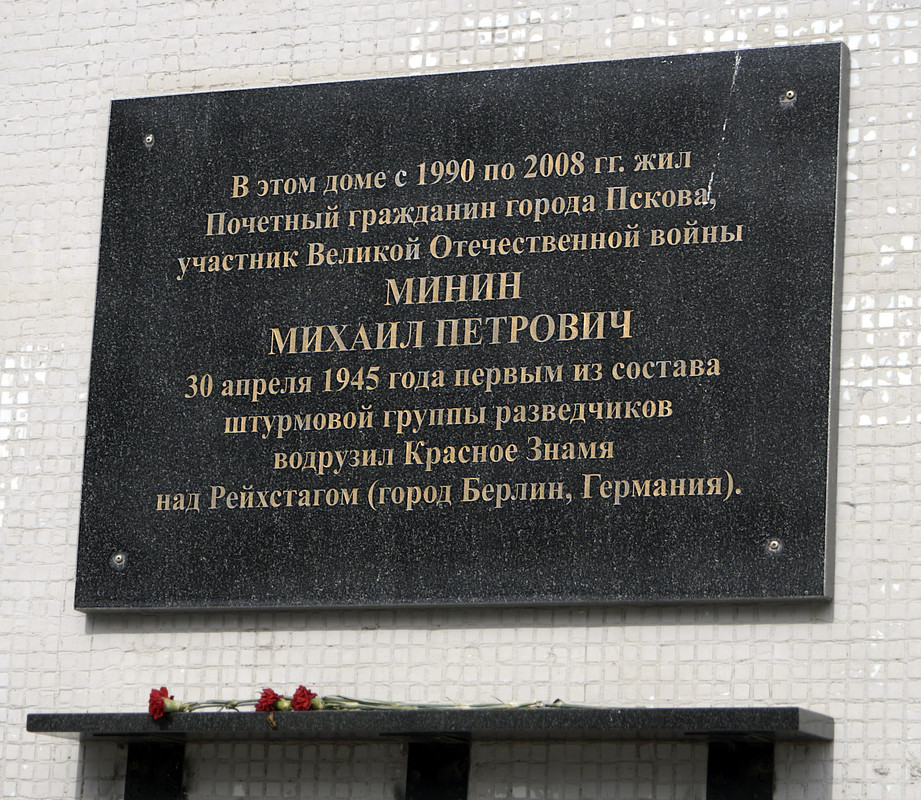 В этом доме с 1990 по 2008 гг. жил
Почетный гражданин города Пскова,
участник Великой Отечественной войны
МИНИН
МИХАИЛ ПЕТРОВИЧ
30 апреля 1945 года первым из состава
штурмовой группы разведчиков
водрузил Красное Знамя
над Рейхстагом (город Берлин, Германия).